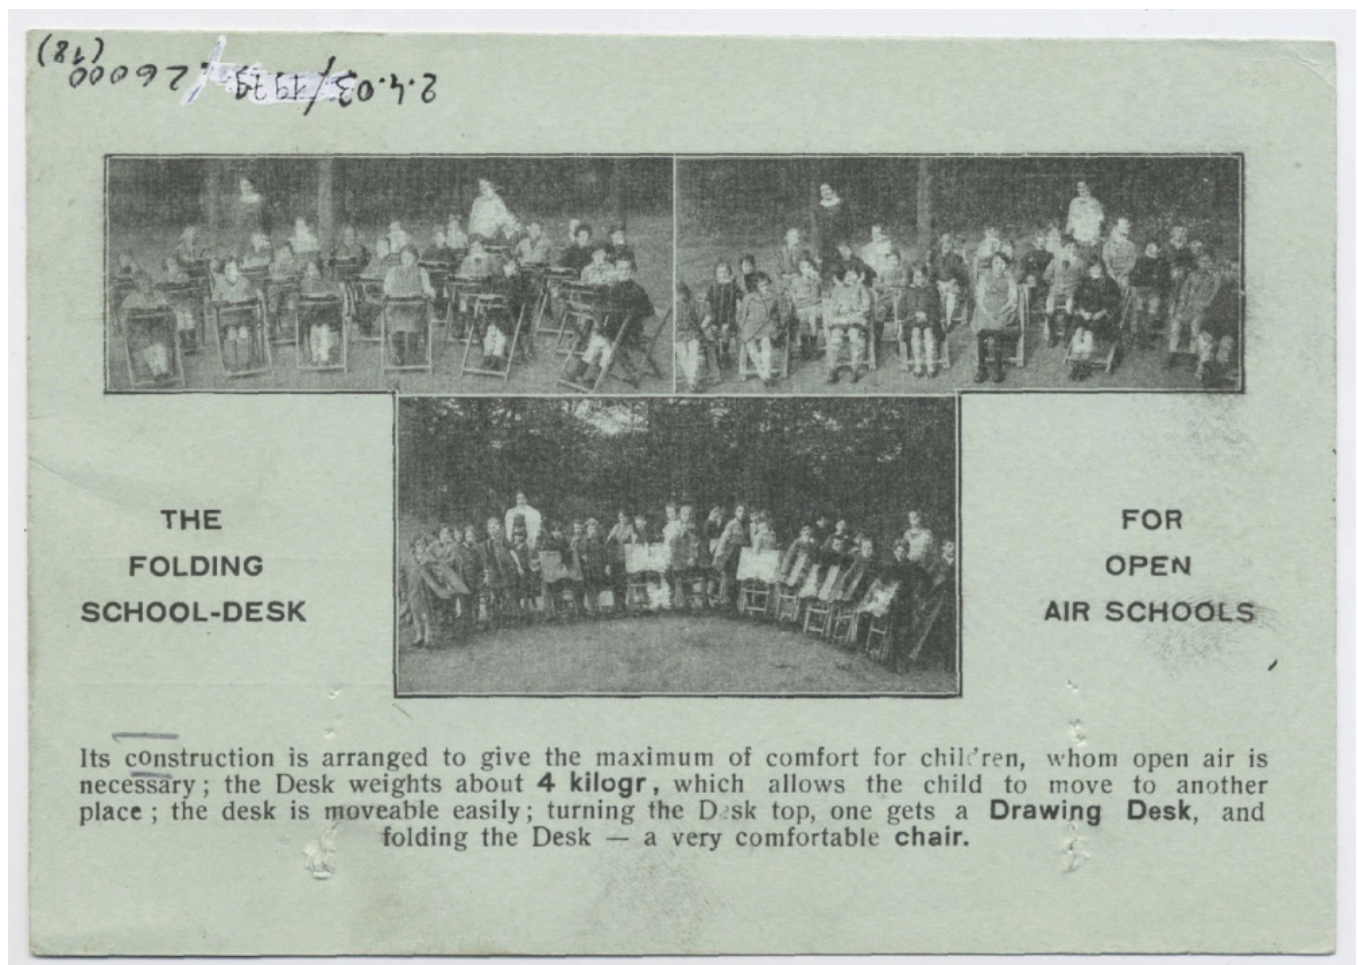 2.4.03/1979/26000
(18)
THE
FOLDING
SCHOOL-DESK
FOR
OPEN
AIR SCHOOLS
Its construction is arranged to give the maximum of comfort for children, whom open air is
necessary ; the Desk weights about 4 kilogr, which allows the child to move to another
place ; the desk is moveable easily ; turning the Desk top, one gets a Drawing Desk, and
folding the Desk — a very comfortable chair.